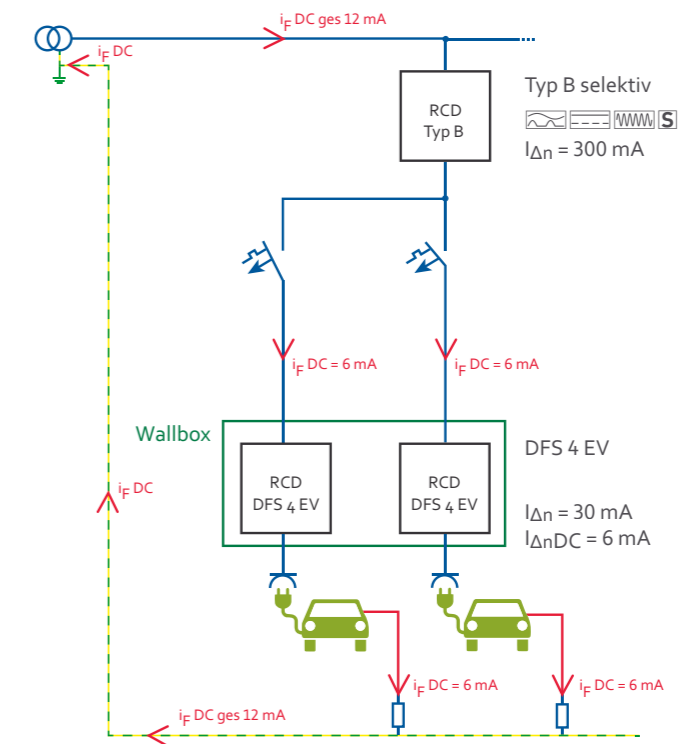 iF DC ges 12 mA
iF DC
RCD
Typ B
Typ B selektiv
S
IΔn = 300 mA
iF DC = 6 mA
iF DC = 6 mA
Wallbox
DFS 4 EV
RCD
DFS 4 EV
RCD
DFS 4 EV
iF DC
IΔn = 30 mA
IΔnDC = 6 mA
iF DC = 6 mA
iF DC = 6 mA
iF DC ges 12 mA